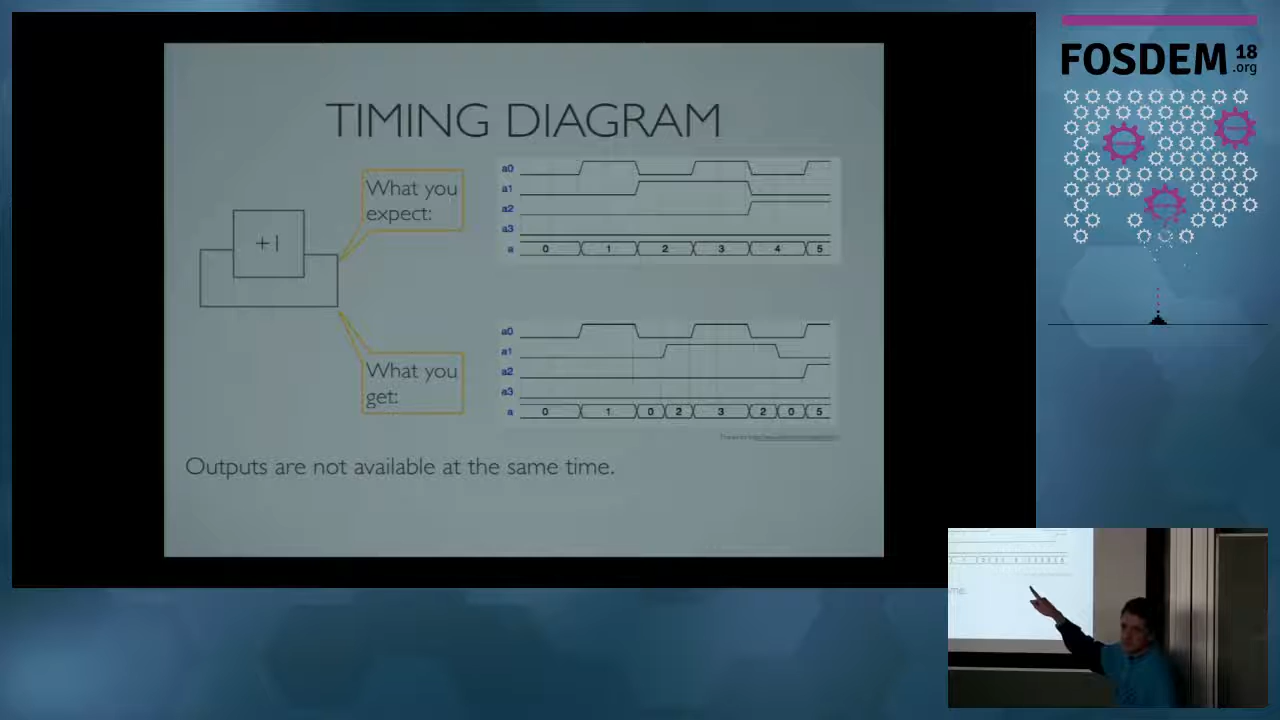 FOSDEM 18
.org
TIMING DIAGRAM
What you
expect:
+1
a0
a1
a2
a3
a 0 1 2 3 4 5
What you
get:
a0
a1
a2
a3
a 0 1 0 2 3 2 0 5
Outputs are not available at the same time.